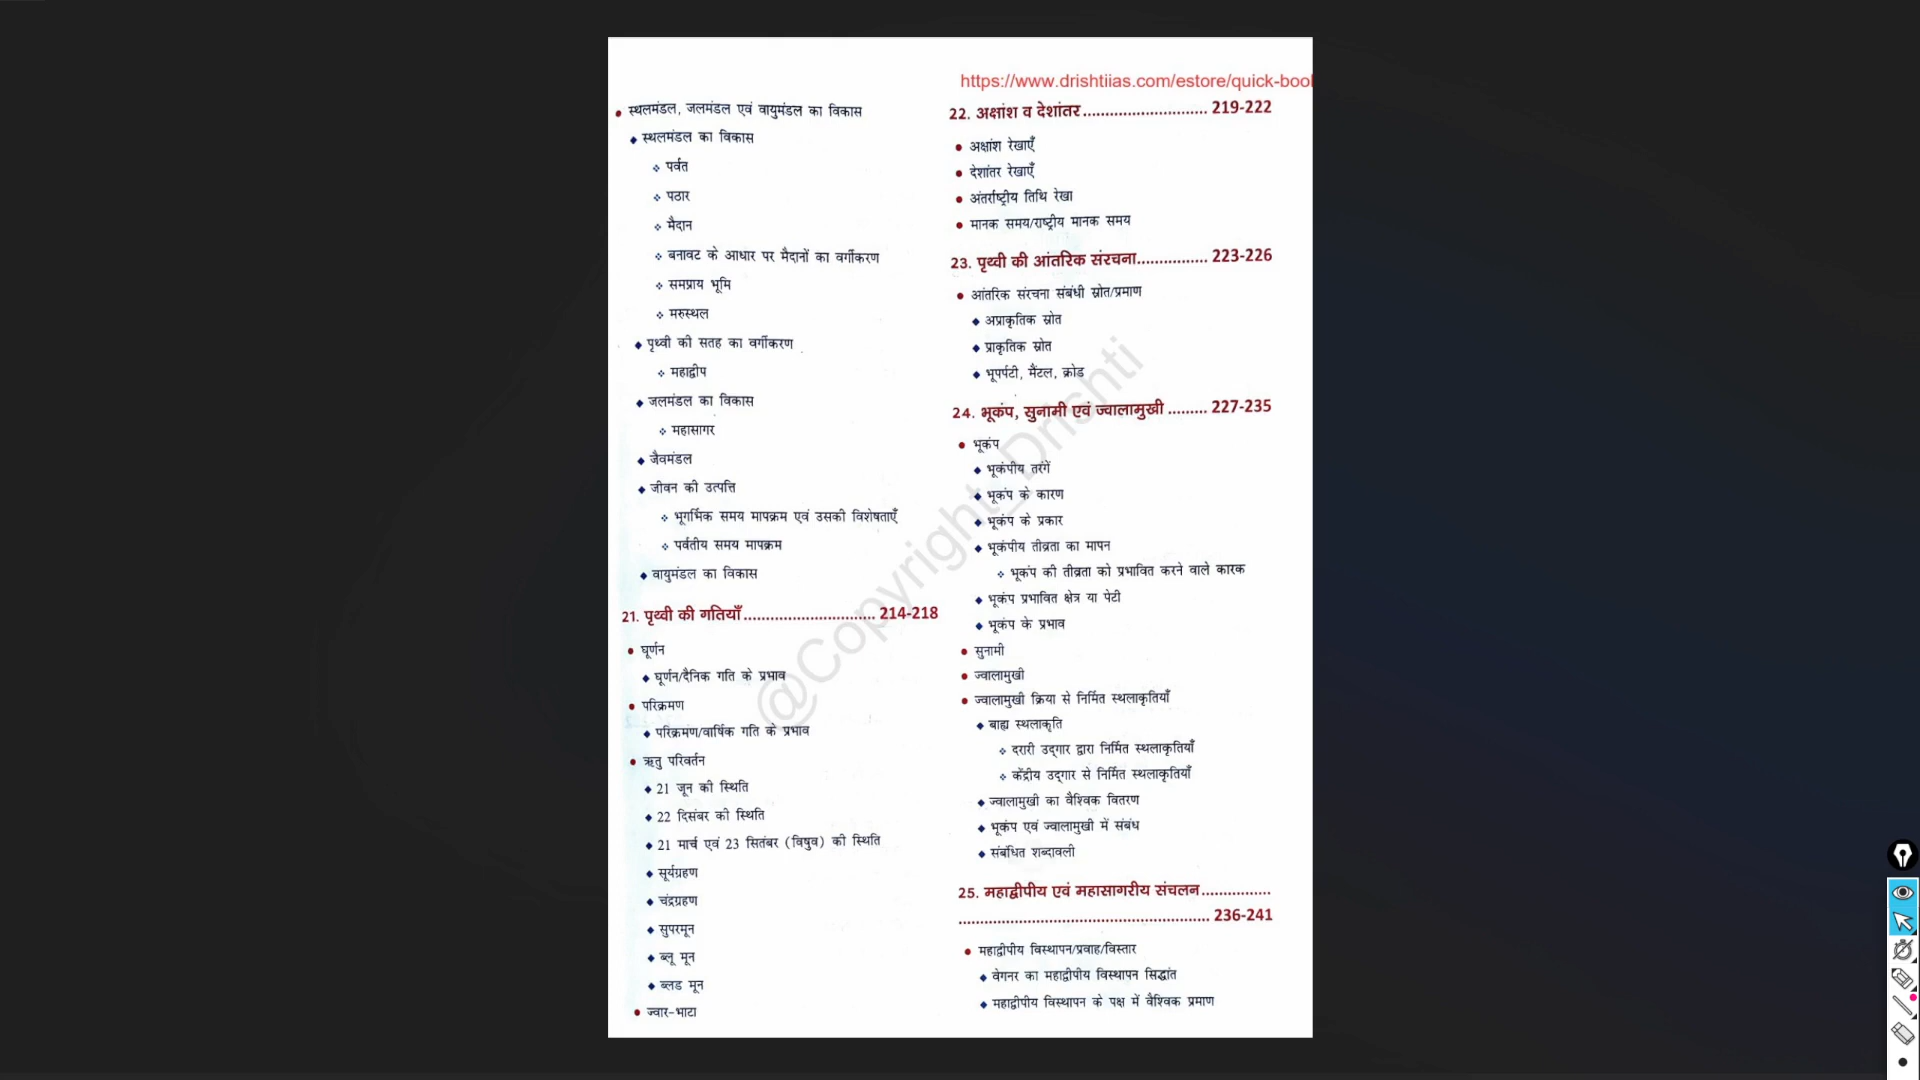 https://www.drishtiias.com/estore/quick-boo
• स्थलमंडल, जलमंडल एवं वायुमंडल का विकास
◆ स्थलमंडल का विकास
❖ पर्वत
❖ पठार
❖ मैदान
❖ बनावट के आधार पर मैदानों का वर्गीकरण
❖ समप्राय भूमि
❖ मरुस्थल
◆ पृथ्वी की सतह का वर्गीकरण
❖ महाद्वीप
◆ जलमंडल का विकास
❖ महासागर
◆ जैवमंडल
◆ जीवन की उत्पत्ति
❖ भूगर्भिक समय मापक्रम एवं उसकी विशेषताएँ
❖ पर्वतीय समय मापक्रम
◆ वायुमंडल का विकास
21. पृथ्वी की गतियाँ.............................. 214-218
• घूर्णन
◆ घूर्णन/दैनिक गति के प्रभाव
• परिक्रमण
◆ परिक्रमण/वार्षिक गति के प्रभाव
• ऋतु परिवर्तन
◆ 21 जून की स्थिति
◆ 22 दिसंबर की स्थिति
◆ 21 मार्च एवं 23 सितंबर (विषुव) की स्थिति
◆ सूर्यग्रहण
◆ चंद्रग्रहण
◆ सुपरमून
◆ ब्लू मून
◆ ब्लड मून
• ज्वार-भाटा
22. अक्षांश व देशांतर............................ 219-222
• अक्षांश रेखाएँ
• देशांतर रेखाएँ
• अंतर्राष्ट्रीय तिथि रेखा
• मानक समय/राष्ट्रीय मानक समय
23. पृथ्वी की आंतरिक संरचना................ 223-226
• आंतरिक संरचना संबंधी स्रोत/प्रमाण
◆ अप्राकृतिक स्रोत
◆ प्राकृतिक स्रोत
◆ भूपर्पटी, मैंटल, क्रोड
24. भूकंप, सुनामी एवं ज्वालामुखी ......... 227-235
• भूकंप
◆ भूकंपीय तरंगें
◆ भूकंप के कारण
◆ भूकंप के प्रकार
◆ भूकंपीय तीव्रता का मापन
❖ भूकंप की तीव्रता को प्रभावित करने वाले कारक
◆ भूकंप प्रभावित क्षेत्र या पेटी
◆ भूकंप के प्रभाव
• सुनामी
• ज्वालामुखी
• ज्वालामुखी क्रिया से निर्मित स्थलाकृतियाँ
◆ बाह्य स्थलाकृति
❖ दरारी उद्‌गार द्वारा निर्मित स्थलाकृतियाँ
❖ केंद्रीय उद्‌गार से निर्मित स्थलाकृतियाँ
◆ ज्वालामुखी का वैश्विक वितरण
◆ भूकंप एवं ज्वालामुखी में संबंध
◆ संबंधित शब्दावली
25. महाद्वीपीय एवं महासागरीय संचलन................
......................................................... 236-241
• महाद्वीपीय विस्थापन/प्रवाह/विस्तार
◆ वेगनर का महाद्वीपीय विस्थापन सिद्धांत
◆ महाद्वीपीय विस्थापन के पक्ष में वैश्विक प्रमाण
@Copyright_Drishti